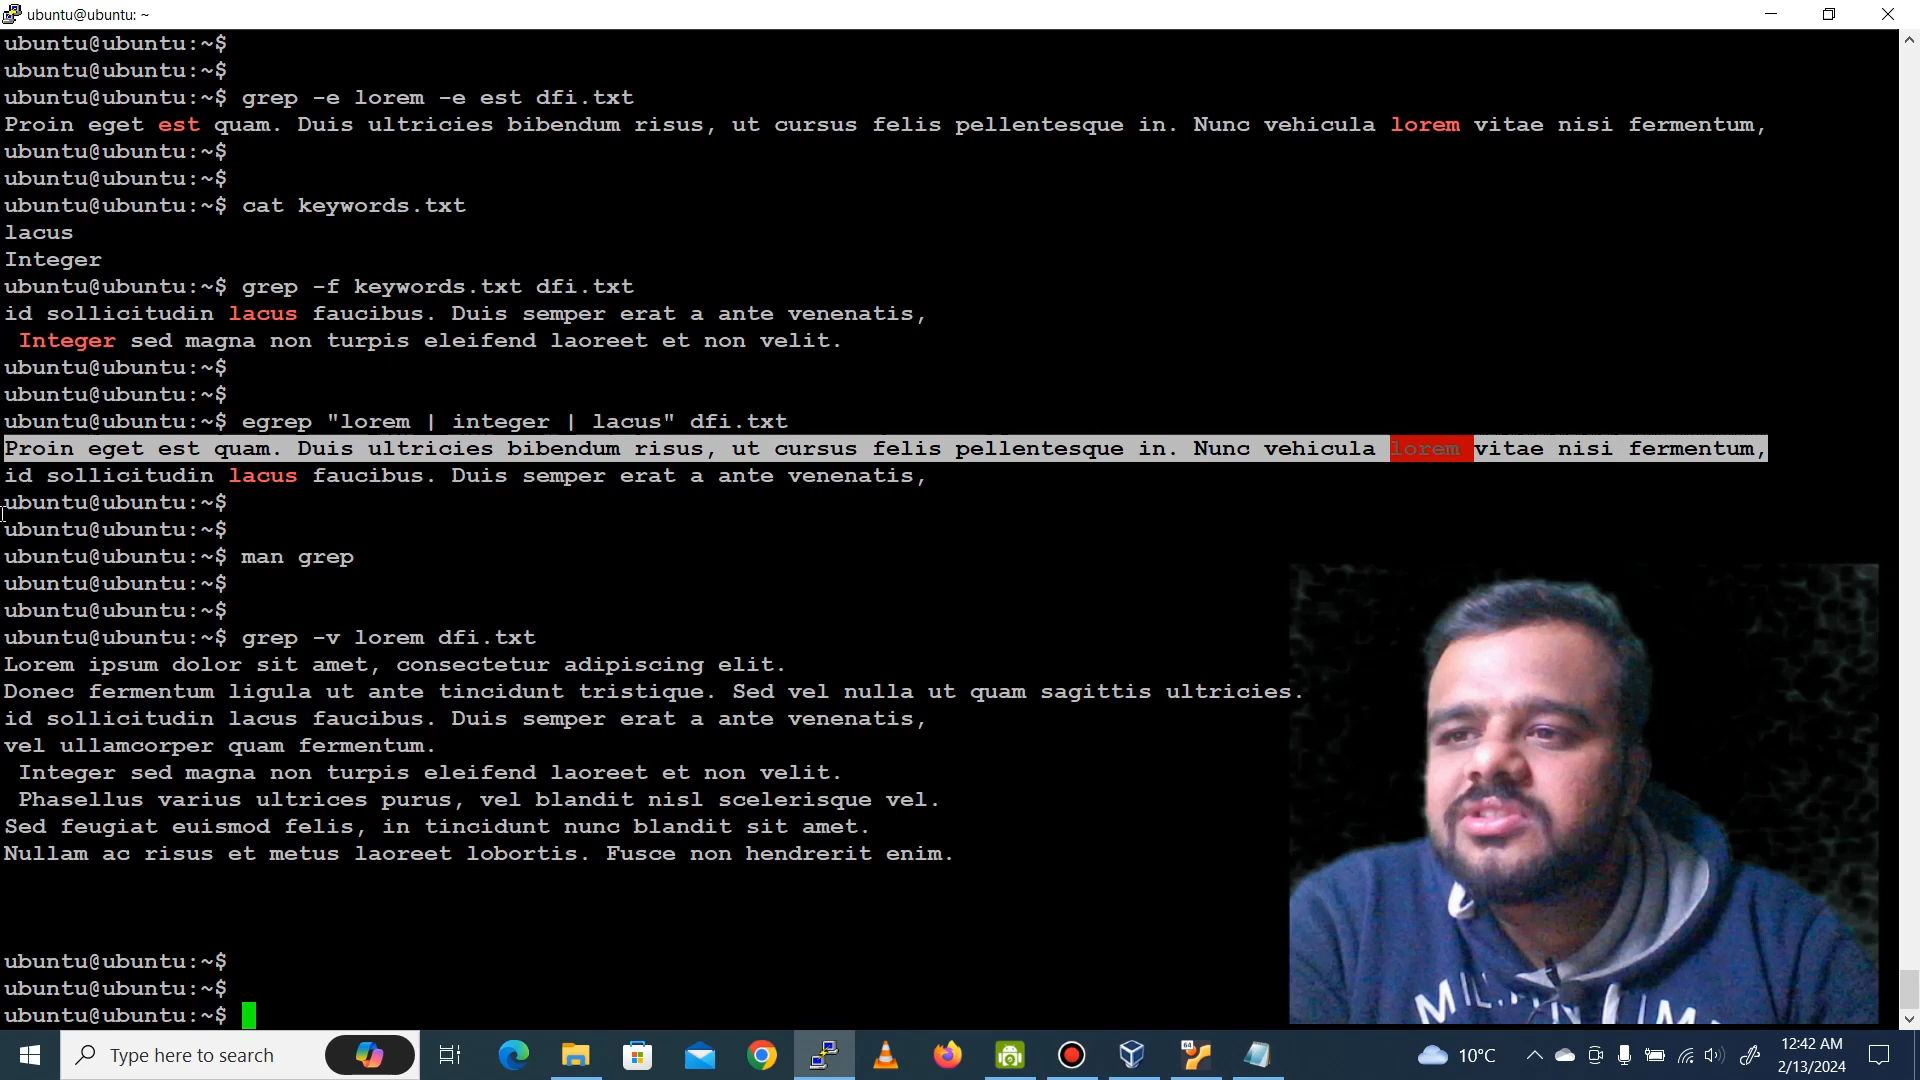 ubuntu@ubuntu: ~
ubuntu@ubuntu:~$
ubuntu@ubuntu:~$
ubuntu@ubuntu:~$ grep -e lorem -e est dfi.txt
Proin eget est quam. Duis ultricies bibendum risus, ut cursus felis pellentesque in. Nunc vehicula lorem vitae nisi fermentum,
ubuntu@ubuntu:~$
ubuntu@ubuntu:~$
ubuntu@ubuntu:~$ cat keywords.txt
lacus
Integer
ubuntu@ubuntu:~$ grep -f keywords.txt dfi.txt
id sollicitudin lacus faucibus. Duis semper erat a ante venenatis,
 Integer sed magna non turpis eleifend laoreet et non velit.
ubuntu@ubuntu:~$
ubuntu@ubuntu:~$
ubuntu@ubuntu:~$ egrep "lorem | integer | lacus" dfi.txt
Proin eget est quam. Duis ultricies bibendum risus, ut cursus felis pellentesque in. Nunc vehicula lorem vitae nisi fermentum,
id sollicitudin lacus faucibus. Duis semper erat a ante venenatis,
ubuntu@ubuntu:~$
ubuntu@ubuntu:~$
ubuntu@ubuntu:~$ man grep
ubuntu@ubuntu:~$
ubuntu@ubuntu:~$
ubuntu@ubuntu:~$ grep -v lorem dfi.txt
Lorem ipsum dolor sit amet, consectetur adipiscing elit.
Donec fermentum ligula ut ante tincidunt tristique. Sed vel nulla ut quam sagittis ultricies.
id sollicitudin lacus faucibus. Duis semper erat a ante venenatis,
vel ullamcorper quam fermentum.
 Integer sed magna non turpis eleifend laoreet et non velit.
 Phasellus varius ultrices purus, vel blandit nisl scelerisque vel.
Sed feugiat euismod felis, in tincidunt nunc blandit sit amet.
Nullam ac risus et metus laoreet lobortis. Fusce non hendrerit enim.
ubuntu@ubuntu:~$
ubuntu@ubuntu:~$
ubuntu@ubuntu:~$
Type here to search
64
10°C
12:42 AM
2/13/2024